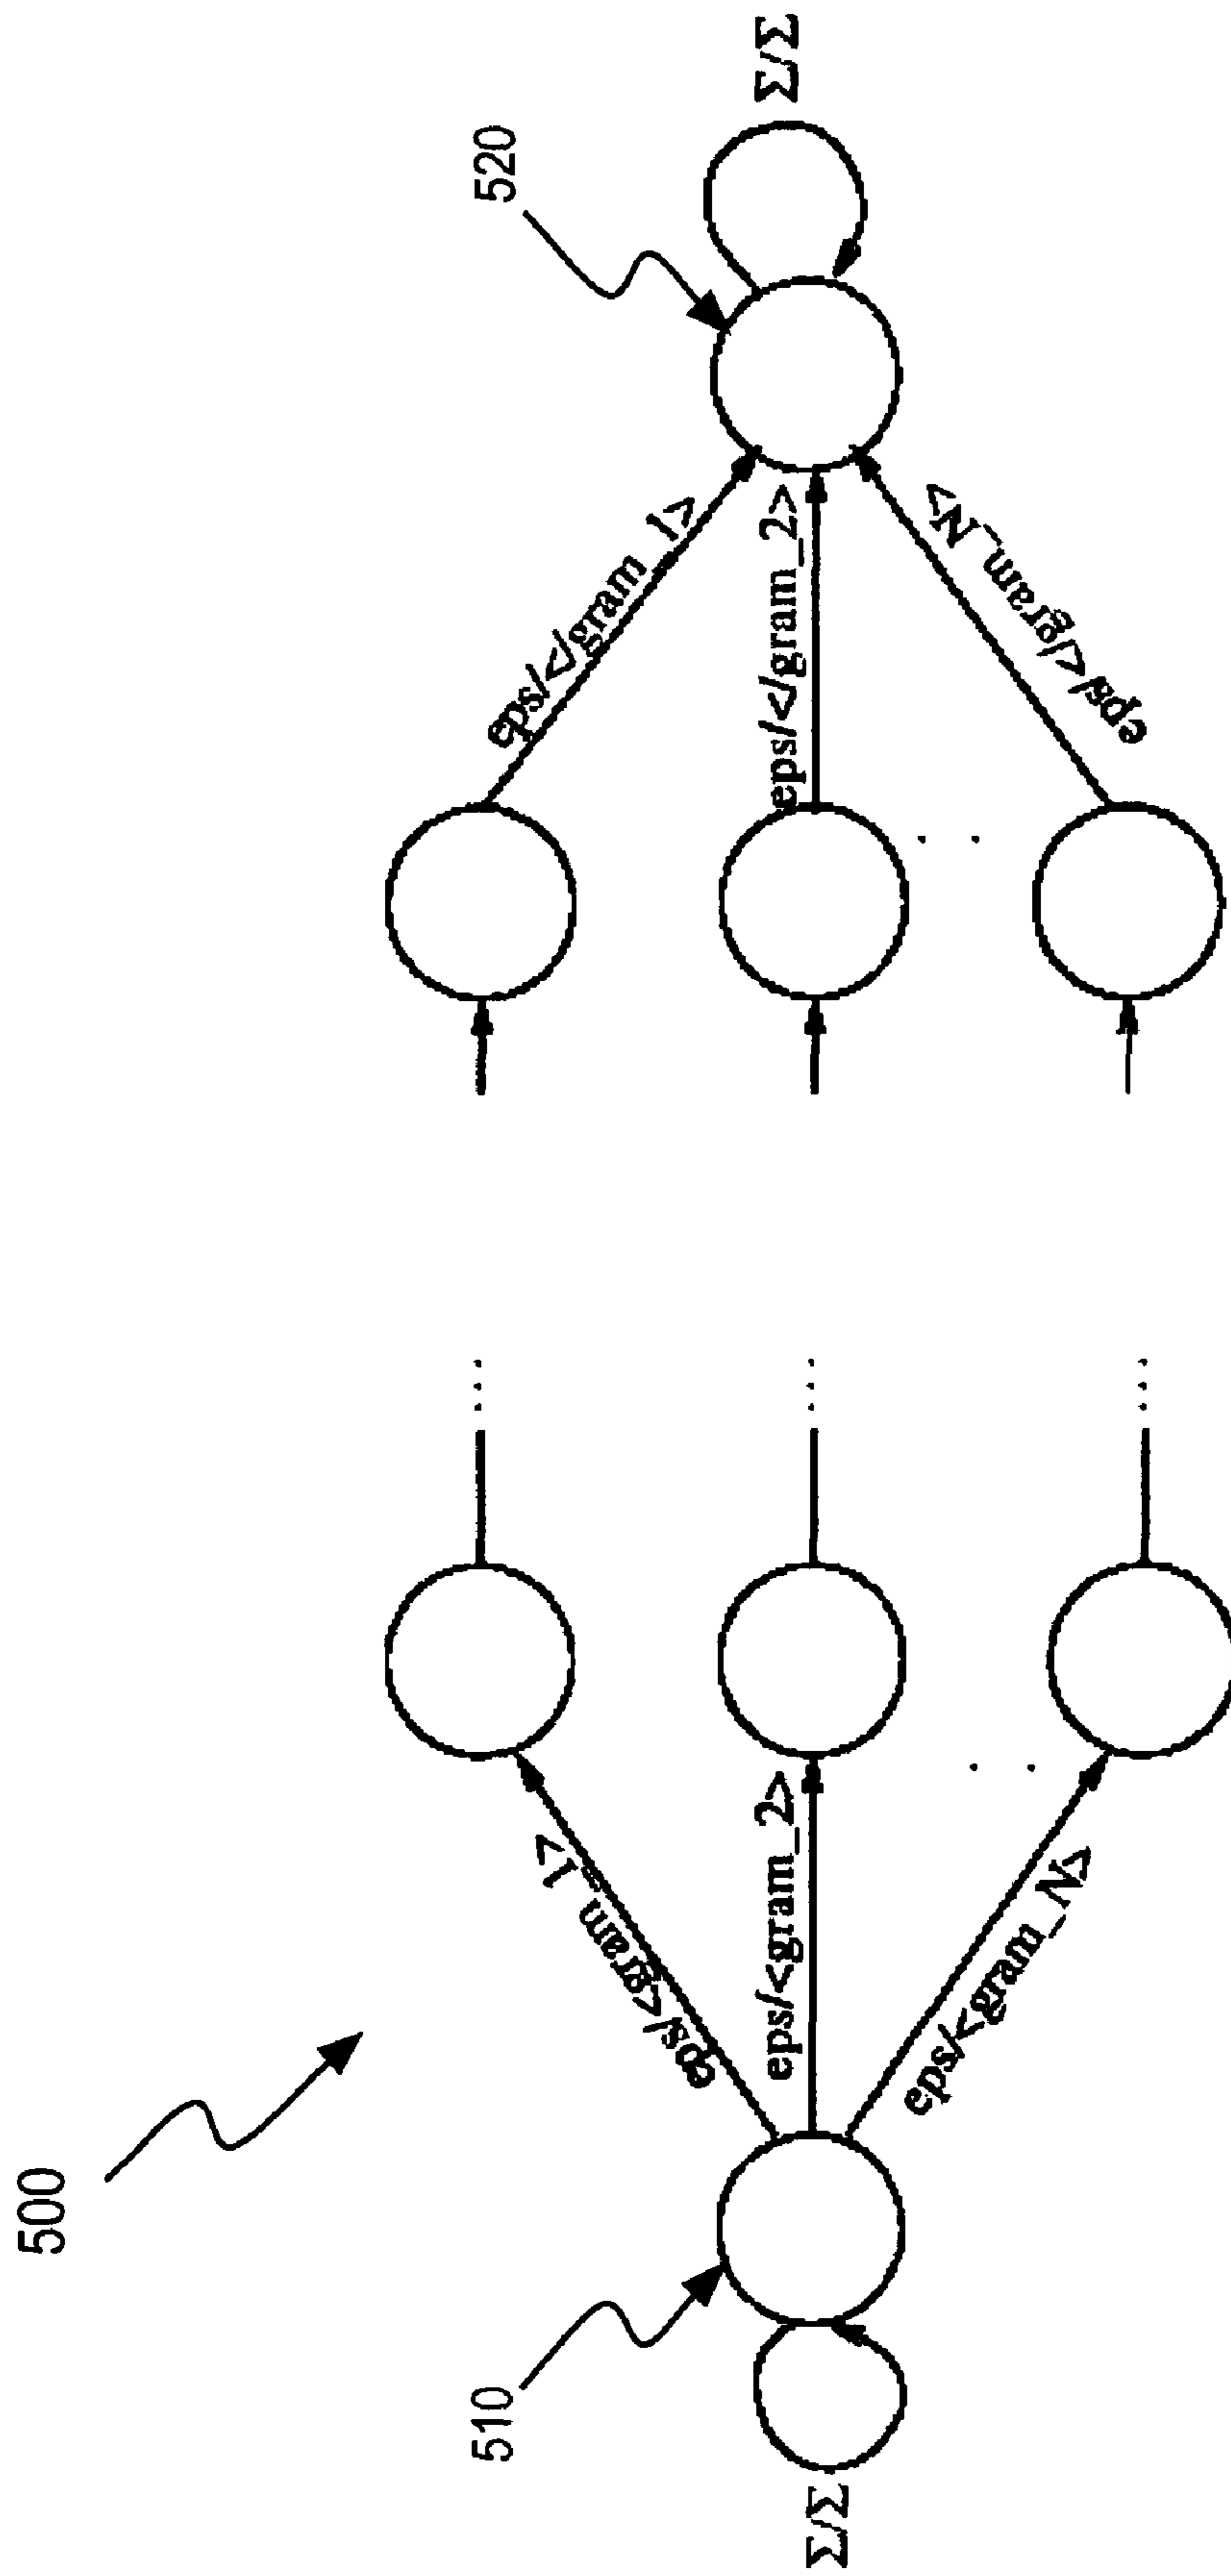 500
510
520
Σ/Σ
eps/<gram_1>
eps/<gram_2>
eps/<gram_N>
...
...
...
. .
eps/</gram_1>
eps/</gram_2>
eps/</gram_N>
. .
Σ/Σ